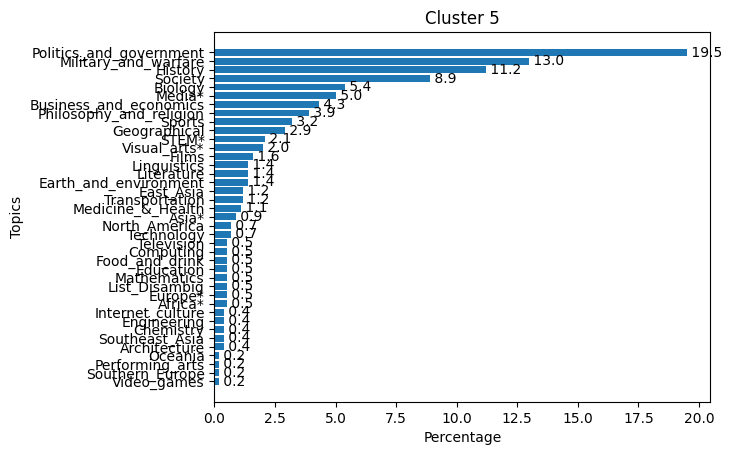 Cluster 5
Politics_and_government 19.5
Military_and_warfare 13.0
History 11.2
Society 8.9
Biology 5.4
Media* 5.0
Business_and_economics 4.3
Philosophy_and_religion 3.9
Sports 3.2
Geographical 2.9
STEM* 2.1
Visual_arts* 2.0
Films 1.6
Linguistics 1.4
Literature 1.4
Earth_and_environment 1.4
East_Asia 1.2
Transportation 1.2
Medicine_&_Health 1.1
Asia* 0.9
North_America 0.7
Technology 0.7
Television 0.5
Computing 0.5
Food_and_drink 0.5
Education 0.5
Mathematics 0.5
List_Disambig 0.5
Europe* 0.5
Africa* 0.5
Internet_culture 0.4
Engineering 0.4
Chemistry 0.4
Southeast_Asia 0.4
Architecture 0.4
Oceania 0.2
Performing_arts 0.2
Southern_Europe 0.2
Video_games 0.2
Topics
0.0 2.5 5.0 7.5 10.0 12.5 15.0 17.5 20.0
Percentage